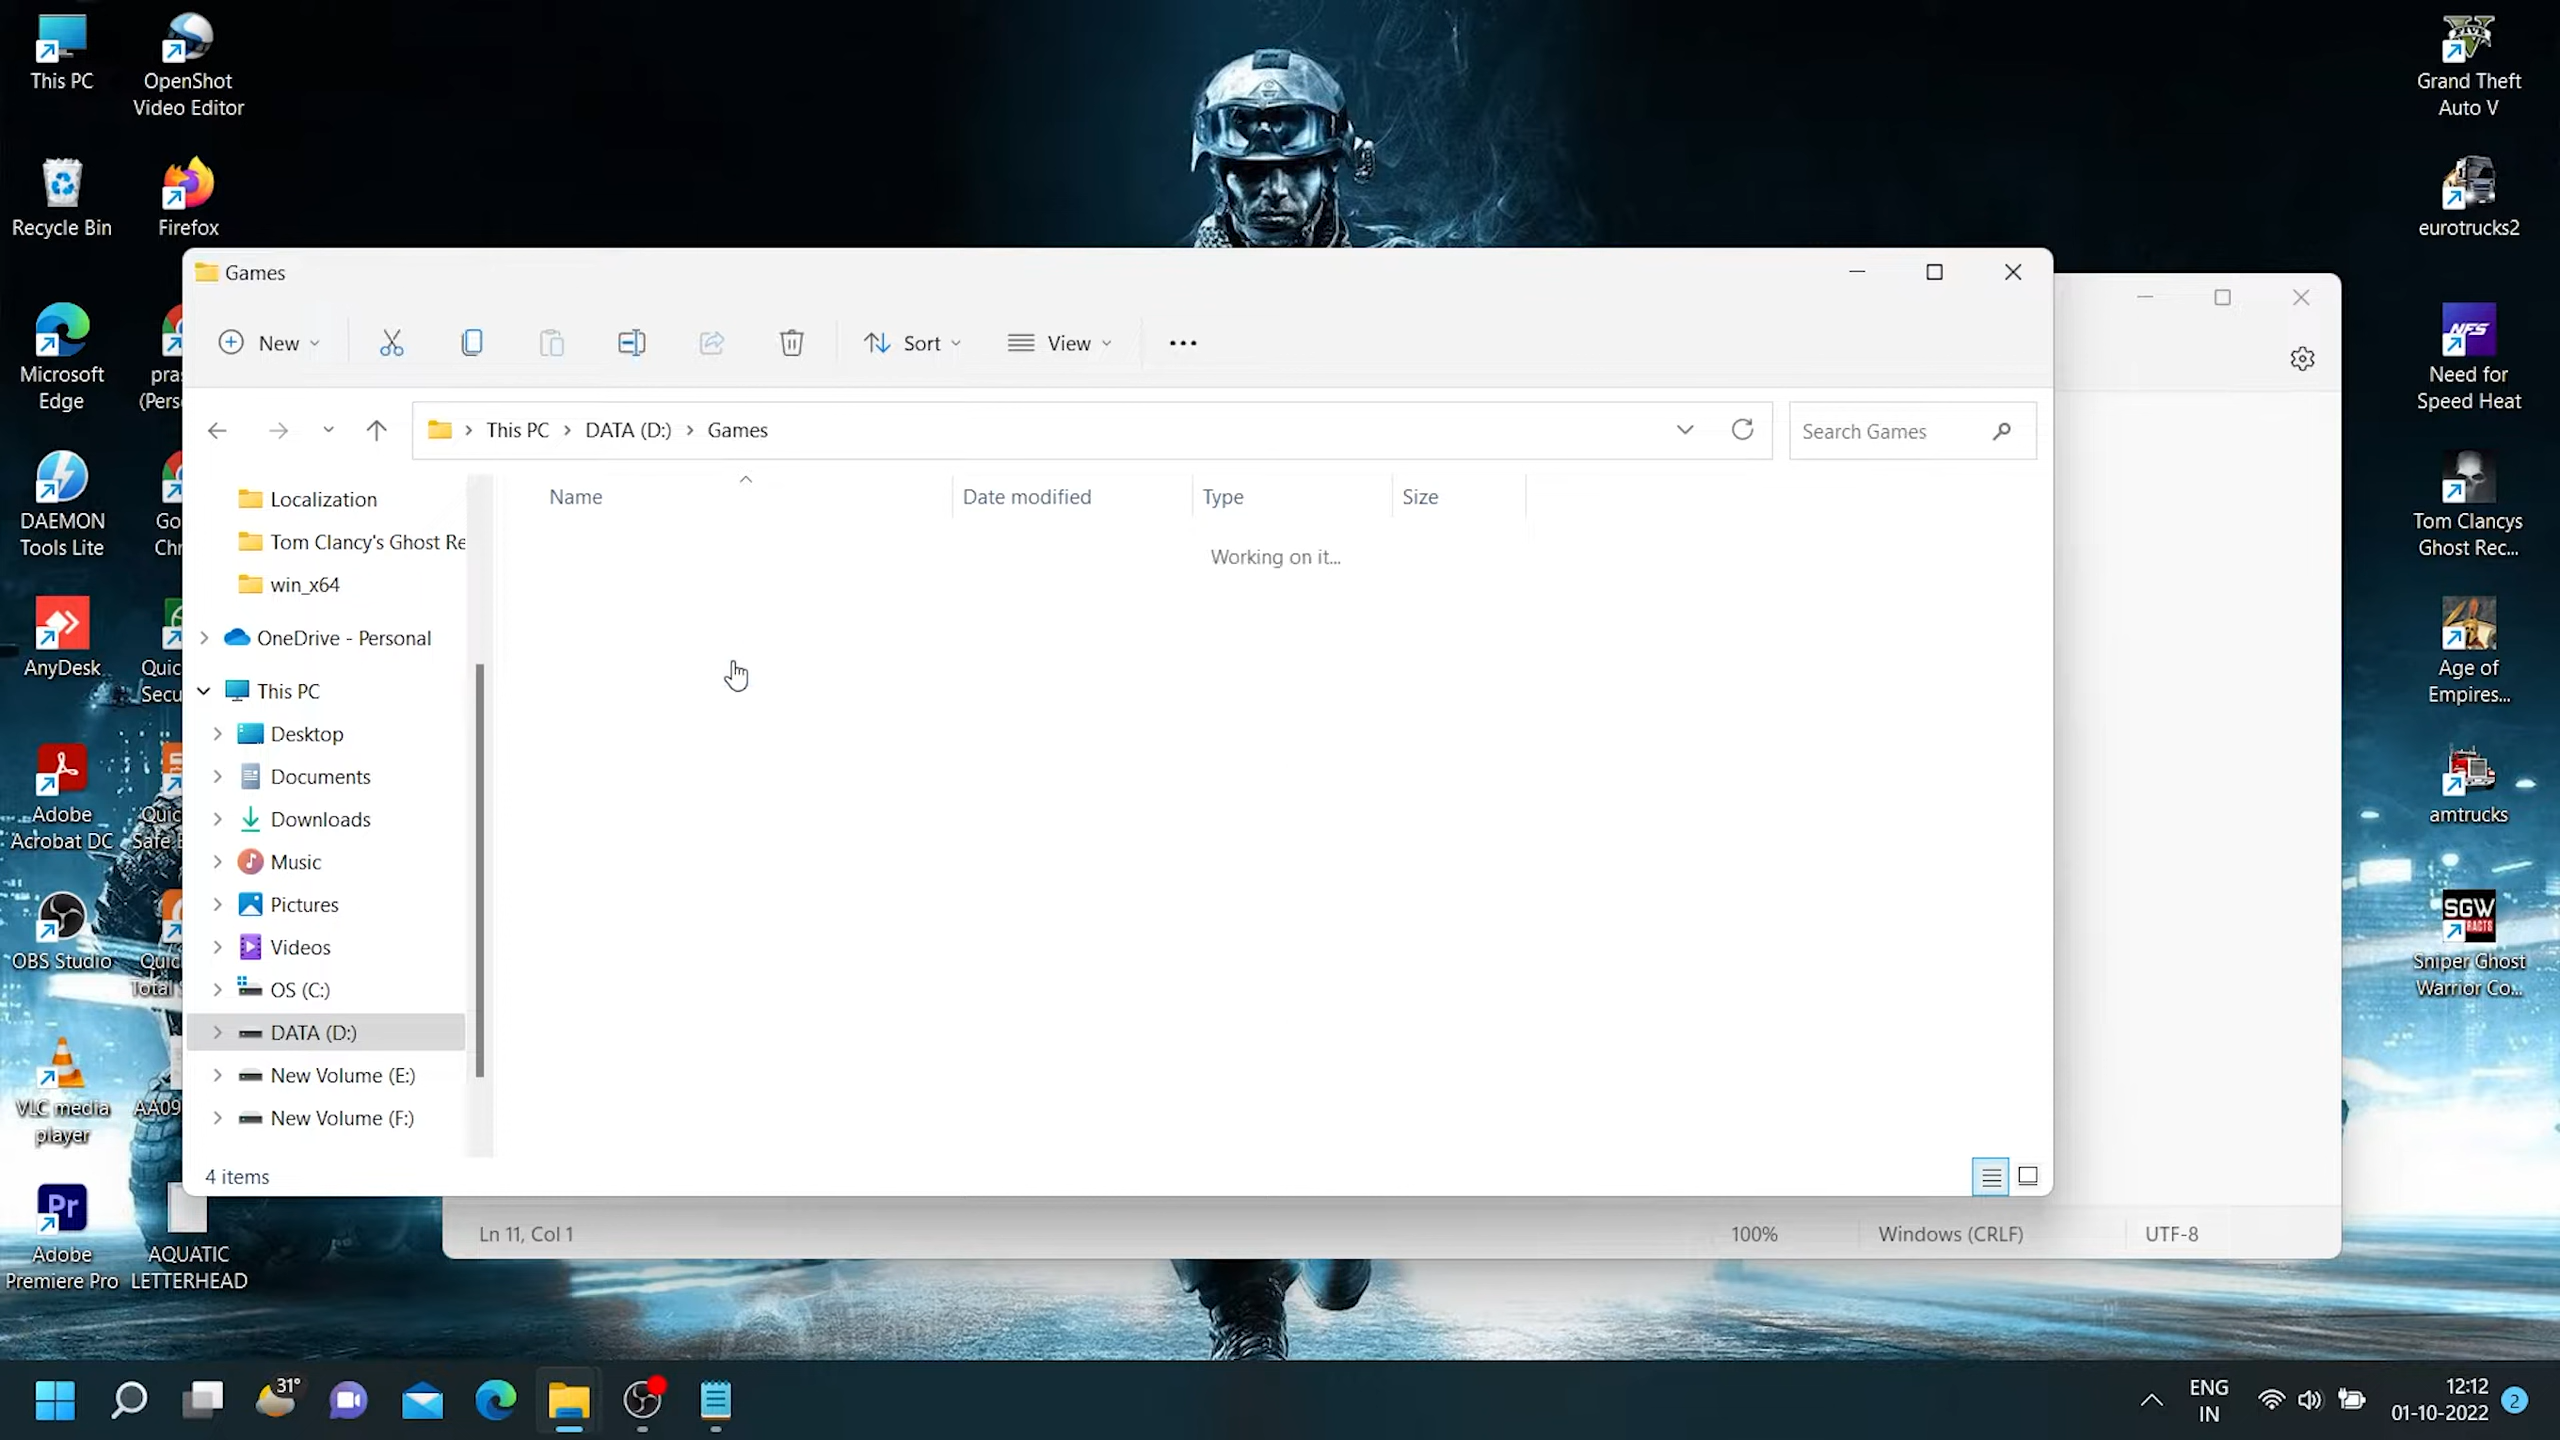 This PC
OpenShot
Video Editor
Recycle Bin
Firefox
Microsoft
Edge
DAEMON
Tools Lite
AnyDesk
Adobe
Acrobat DC
OBS Studio
VLC media
player
AA09
Adobe
Premiere Pro
AQUATIC
LETTERHEAD
Grand Theft
Auto V
eurotrucks2
NFS
Need for
Speed Heat
Tom Clancys
Ghost Rec...
Age of
Empires...
amtrucks
SGW
Sniper Ghost
Warrior Co...
Games
New
Sort
View
This PC
DATA (D:)
Games
Search Games
Name
Date modified
Type
Size
Working on it...
Localization
Tom Clancy's Ghost Re
win_x64
OneDrive - Personal
This PC
Desktop
Documents
Downloads
Music
Pictures
Videos
OS (C:)
DATA (D:)
New Volume (E:)
New Volume (F:)
4 items
Ln 11, Col 1
100%
Windows (CRLF)
UTF-8
31°
ENG
IN
12:12
01-10-2022
2